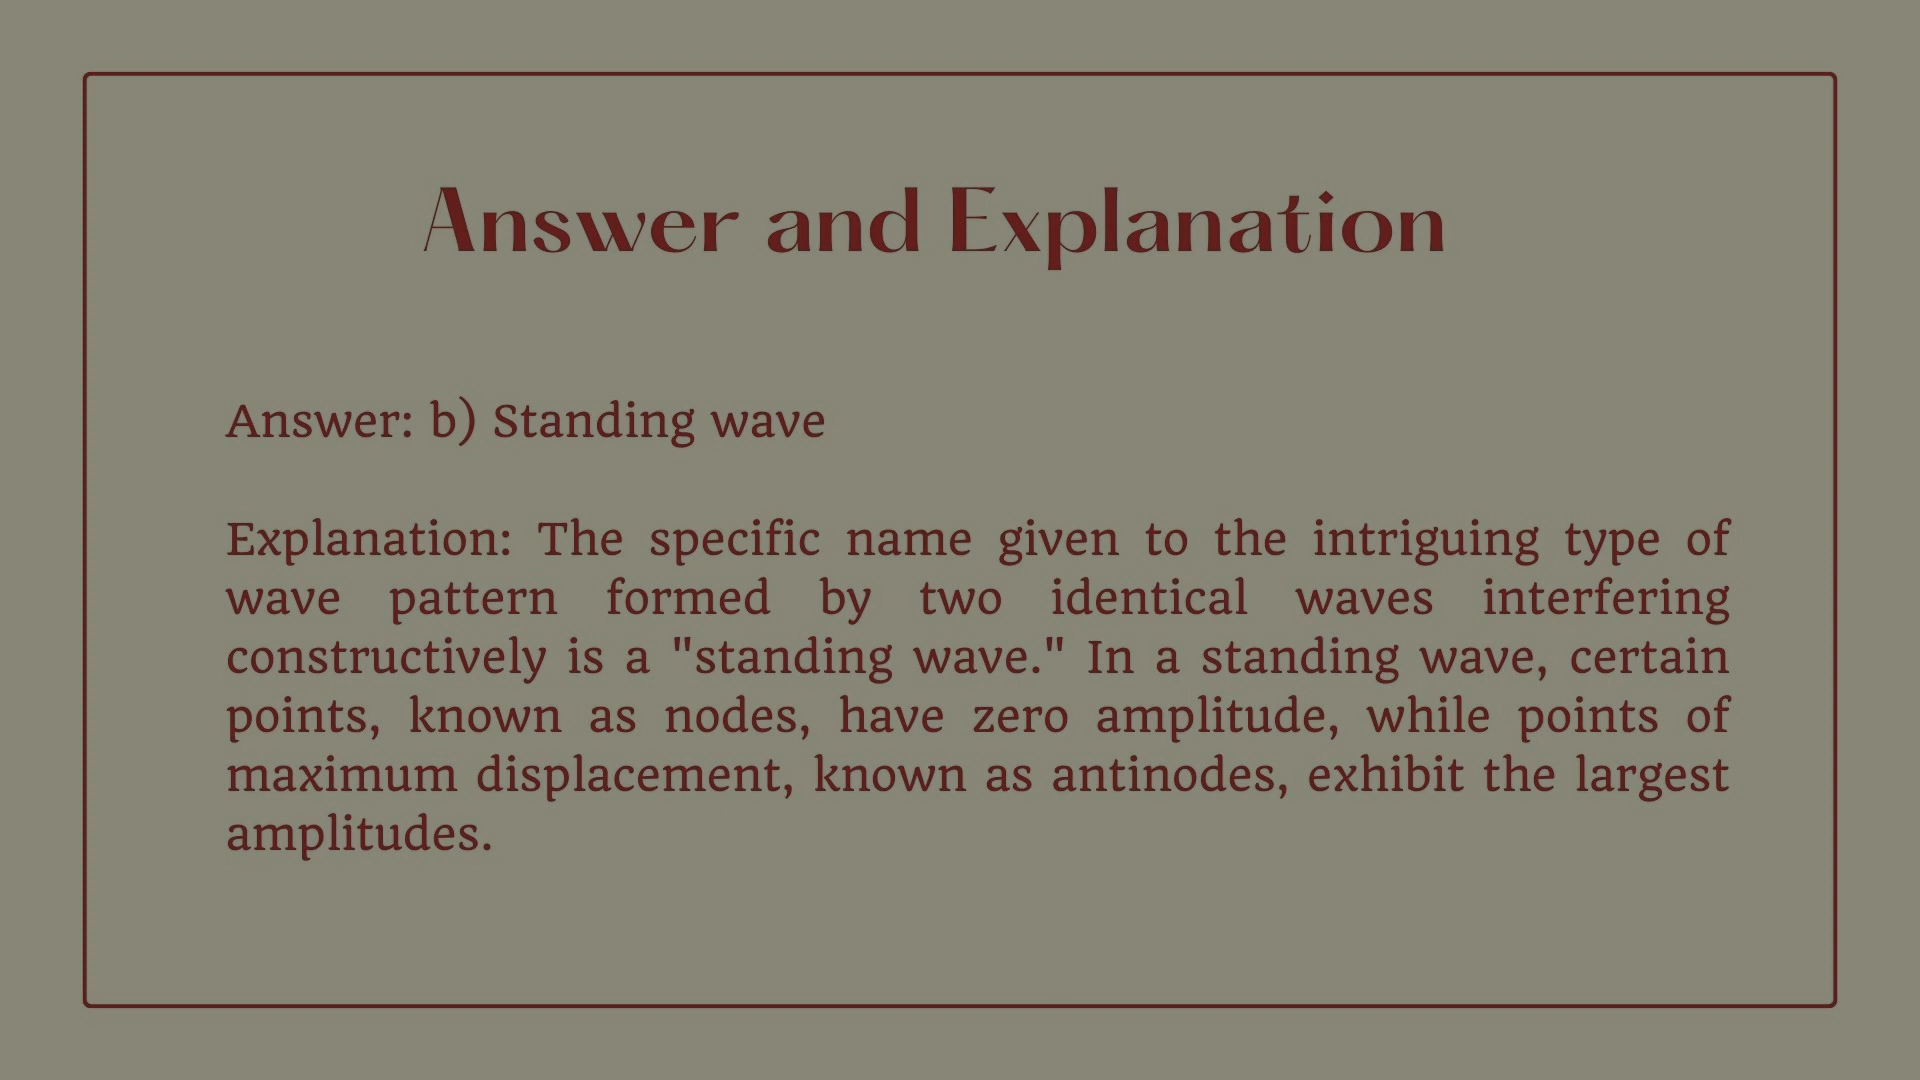 Answer and Explanation
Answer: b) Standing wave
Explanation: The specific name given to the intriguing type of
wave pattern formed by two identical waves interfering
constructively is a "standing wave." In a standing wave, certain
points, known as nodes, have zero amplitude, while points of
maximum displacement, known as antinodes, exhibit the largest
amplitudes.